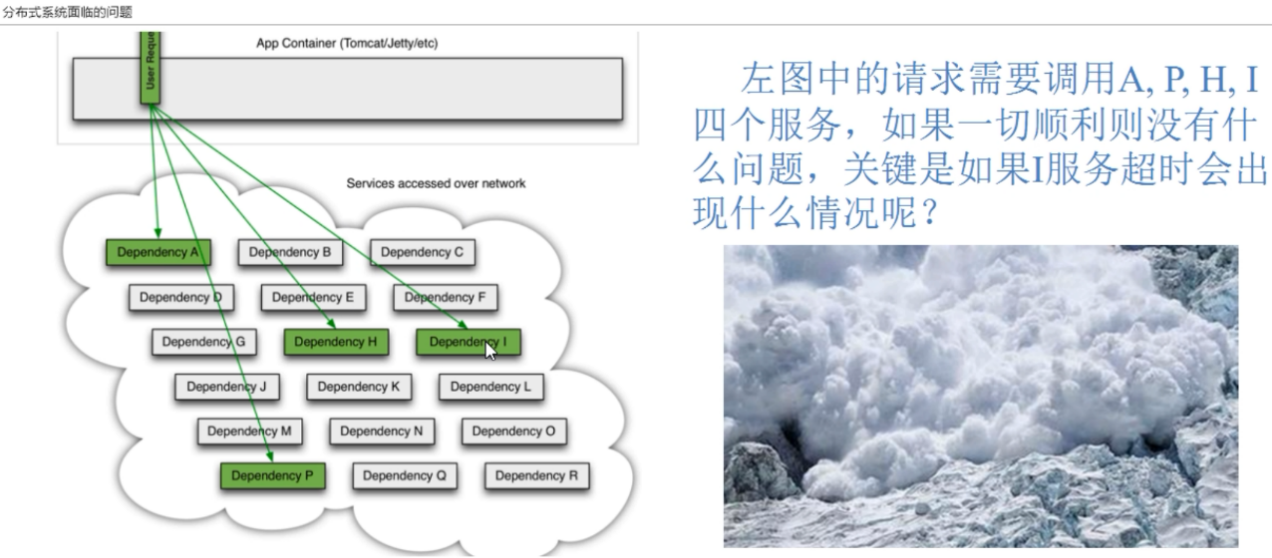 分布式系统面临的问题
App Container (Tomcat/Jetty/etc)
User Reque
Services accessed over network
Dependency A
Dependency B
Dependency C
Dependency D
Dependency E
Dependency F
Dependency G
Dependency H
Dependency I
Dependency J
Dependency K
Dependency L
Dependency M
Dependency N
Dependency O
Dependency P
Dependency Q
Dependency R
左图中的请求需要调用A, P, H, I
四个服务，如果一切顺利则没有什
么问题，关键是如果I服务超时会出
现什么情况呢？